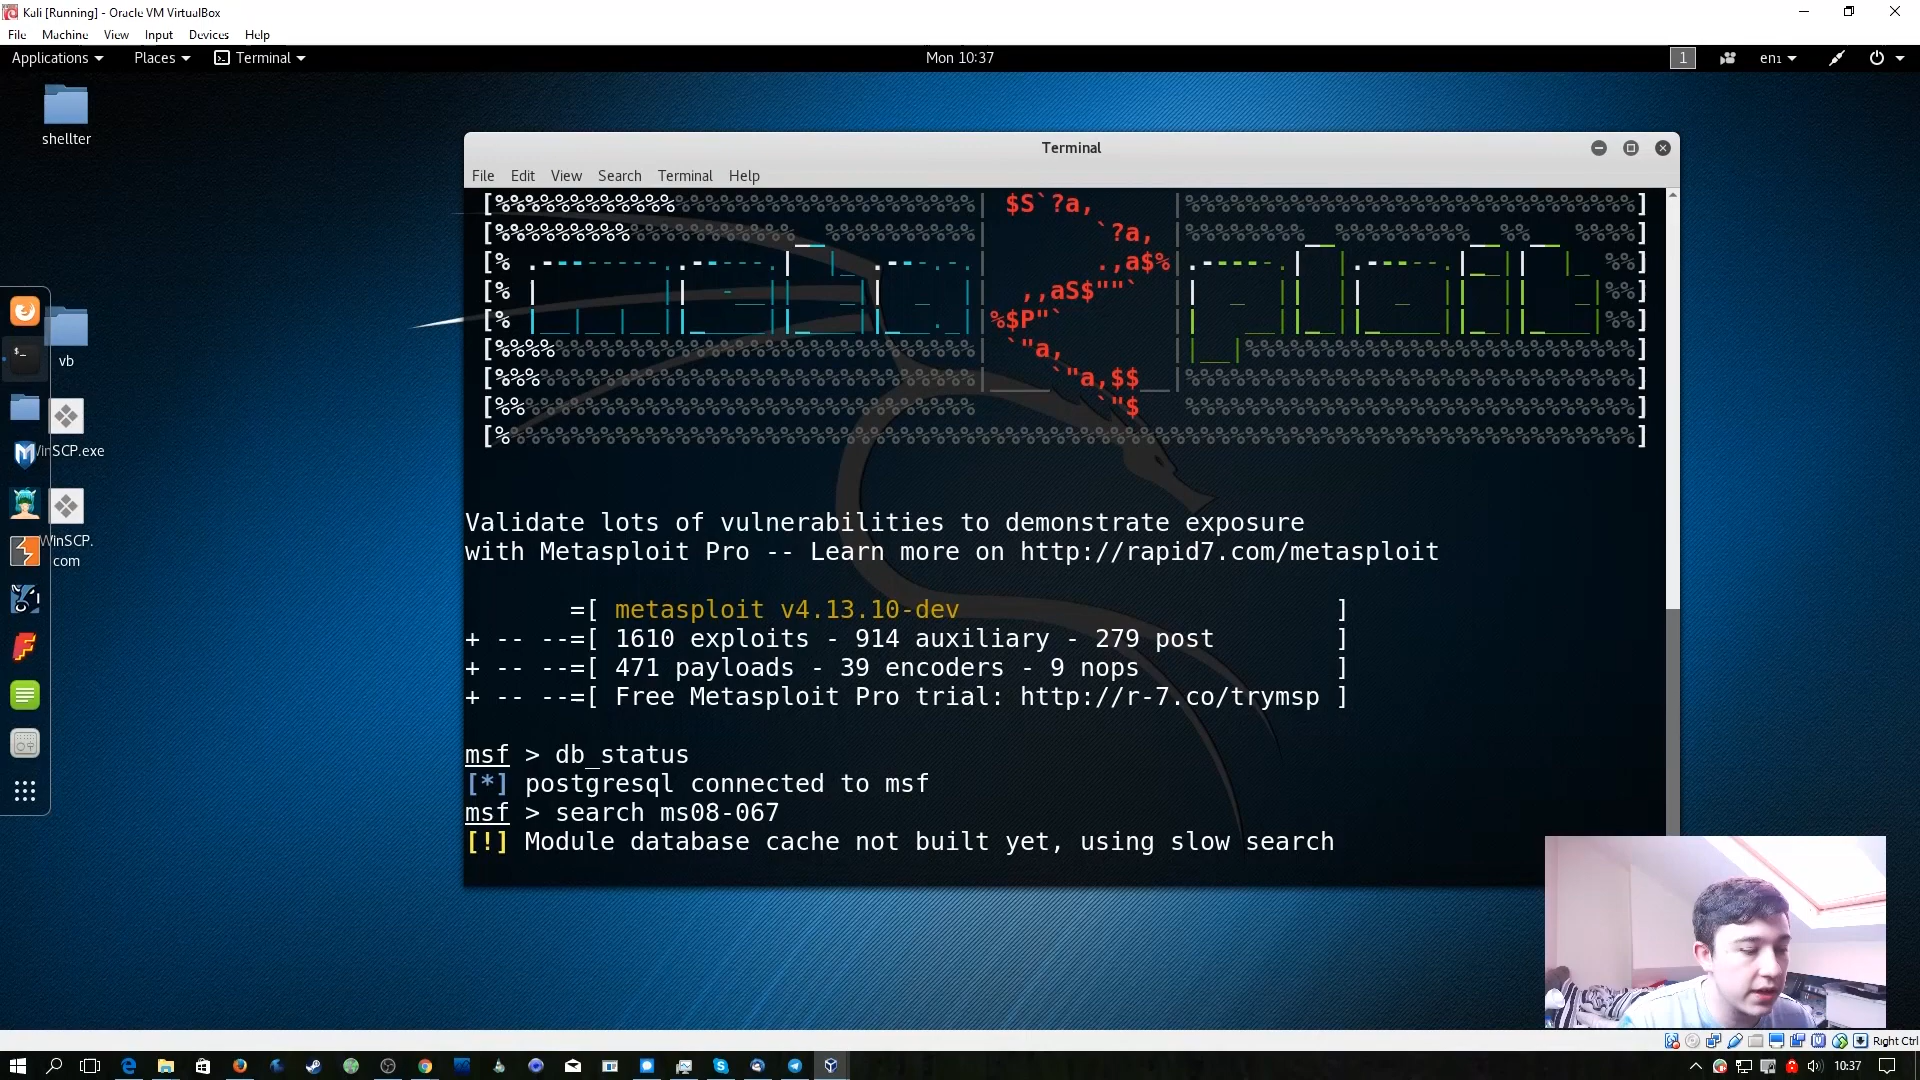 Kali [Running] - Oracle VM VirtualBox
File Machine View Input Devices Help
Applications Places Terminal Mon 10:37 1 en1
shellter
Terminal
File Edit View Search Terminal Help
vb
WinSCP.
com
Validate lots of vulnerabilities to demonstrate exposure
with Metasploit Pro -- Learn more on http://rapid7.com/metasploit
=[ metasploit v4.13.10-dev ]
+ -- --=[ 1610 exploits - 914 auxiliary - 279 post ]
+ -- --=[ 471 payloads - 39 encoders - 9 nops ]
+ -- --=[ Free Metasploit Pro trial: http://r-7.co/trymsp ]
msf > db_status
[*] postgresql connected to msf
msf > search ms08-067
[!] Module database cache not built yet, using slow search
Right Ctrl
10:37